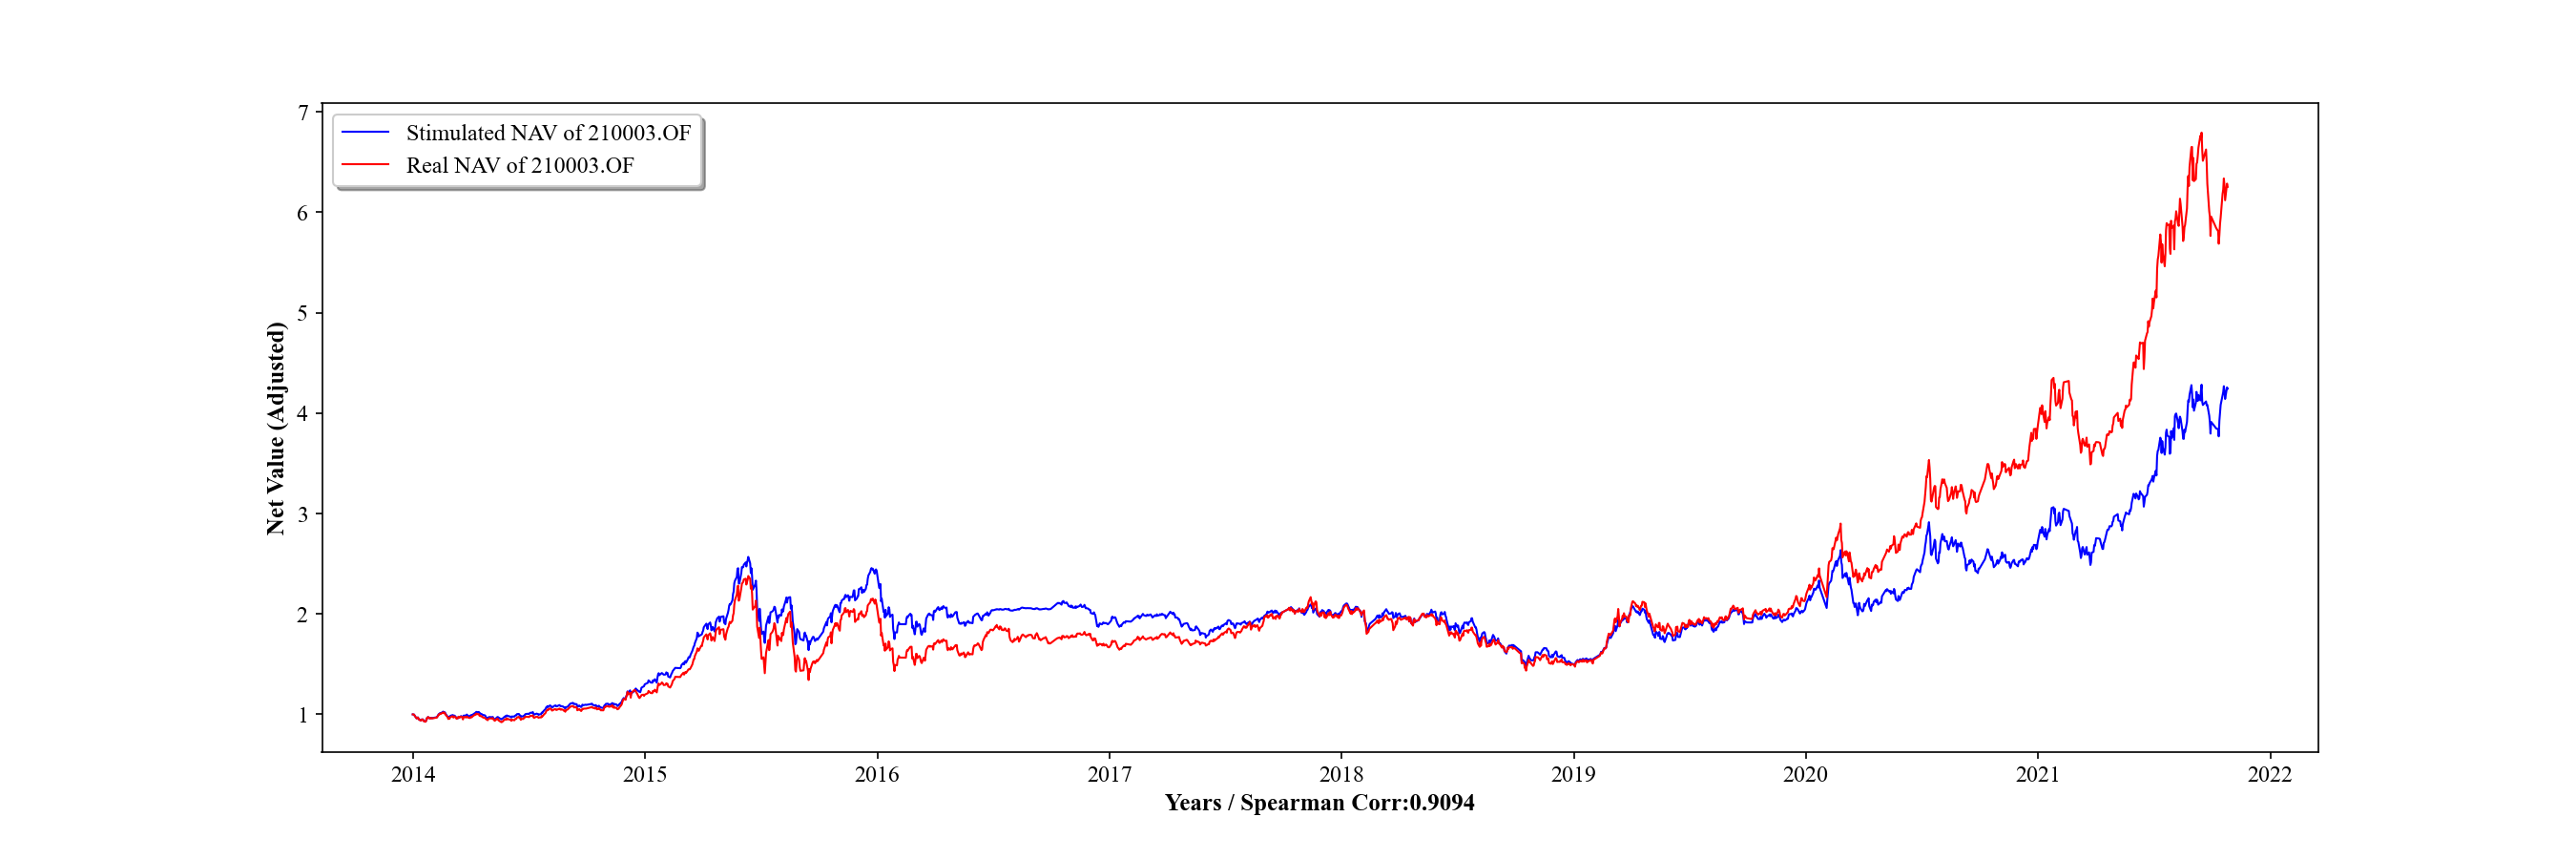 7
Stimulated NAV of 210003.OF
Real NAV of 210003.OF
6
5
4
3
2
1
Net Value (Adjusted)
2014 2015 2016 2017 2018 2019 2020 2021 2022
Years / Spearman Corr:0.9094